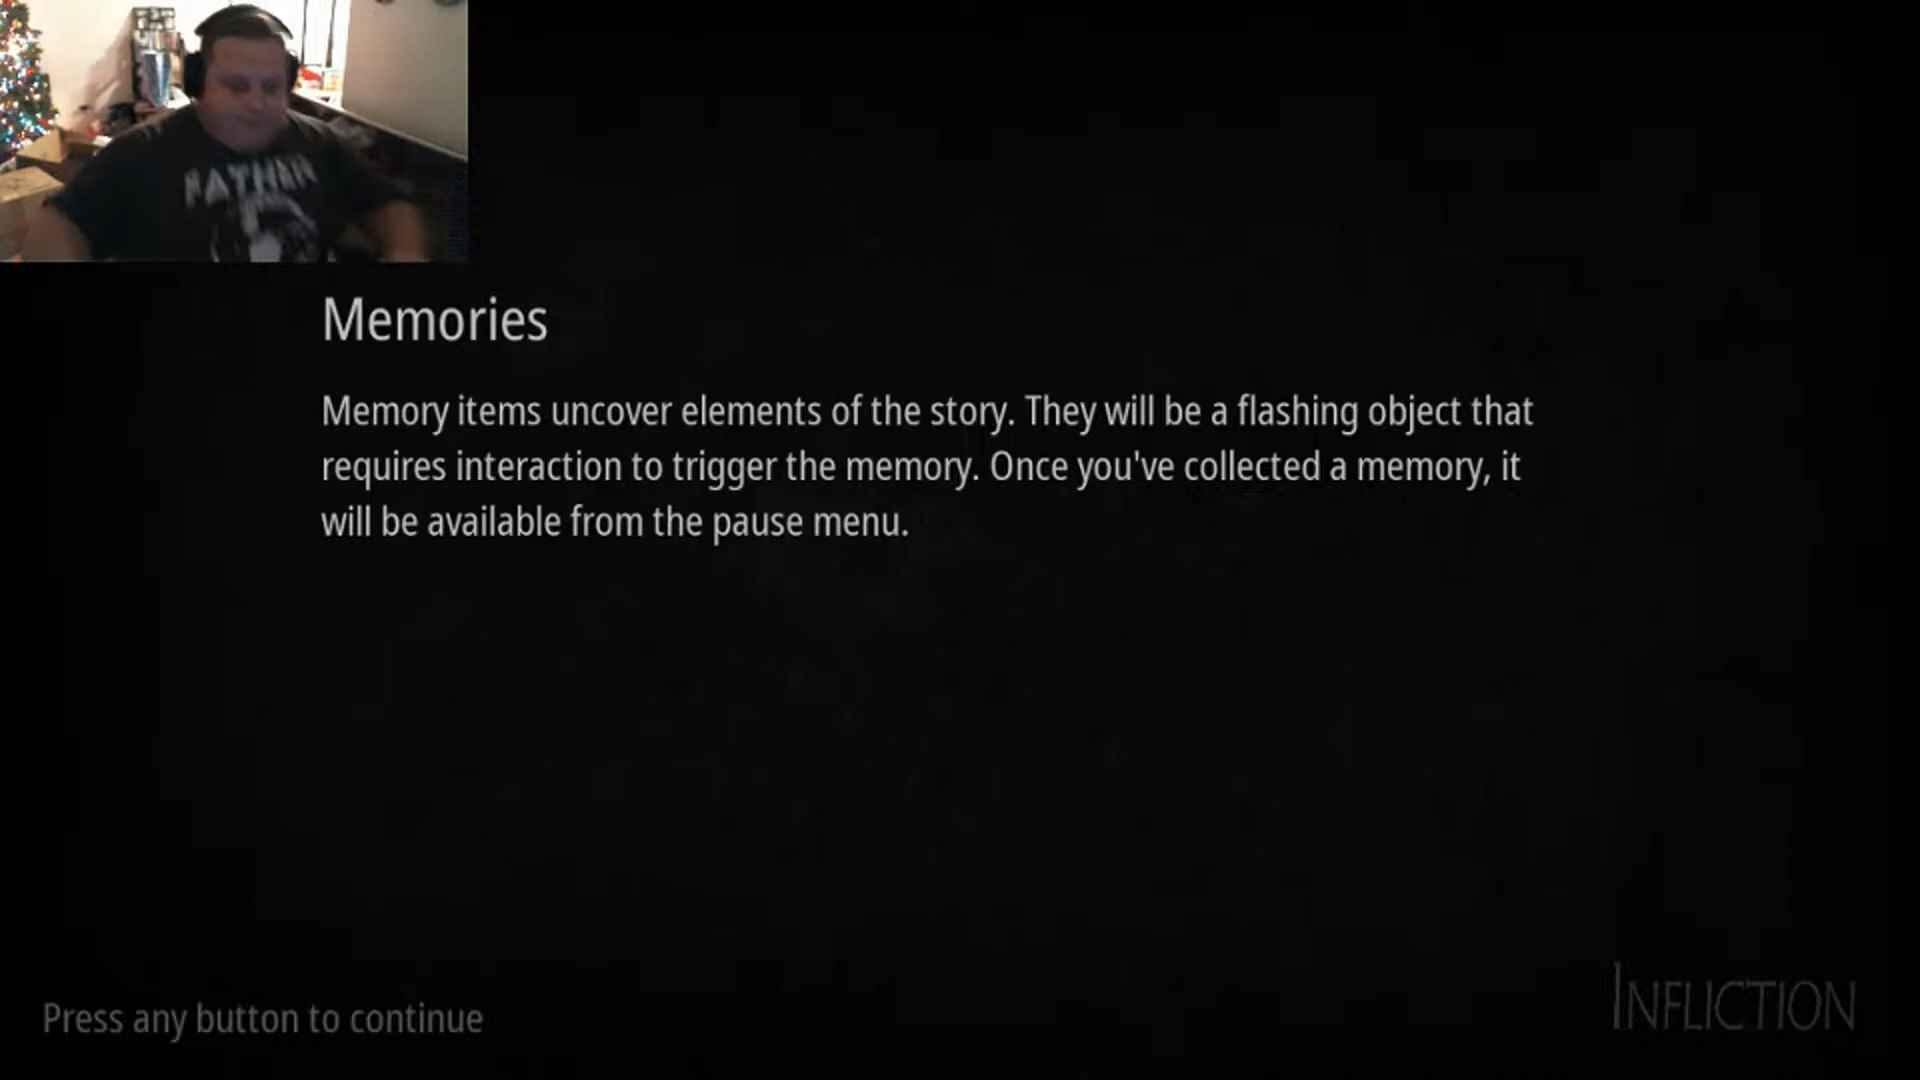 Memories
Memory items uncover elements of the story. They will be a flashing object that
requires interaction to trigger the memory. Once you've collected a memory, it
will be available from the pause menu.
Press any button to continue
INFLICTION